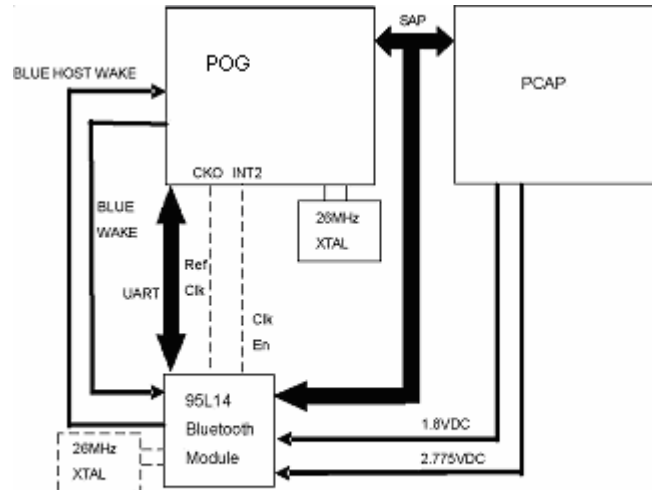 SAP
POG
PCAP
BLUE HOST WAKE
CKO INT2
26MHz
XTAL
BLUE
WAKE
Ref
Clk
UART
Clk
En
95L14
Bluetooth
Module
1.8VDC
26MHz
XTAL
2.775VDC